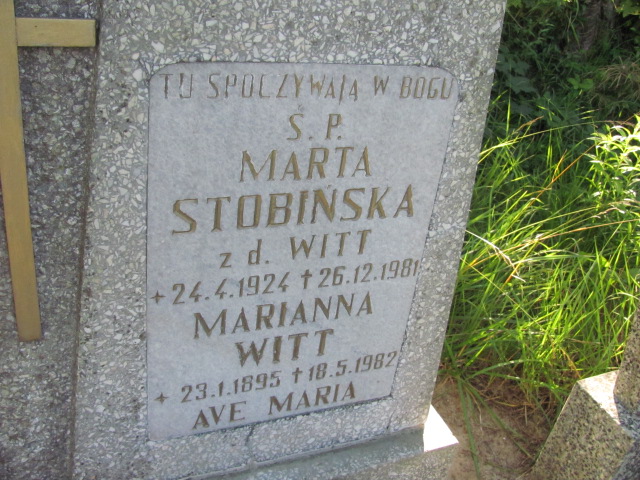 TU SPOCZYWAJĄ W BOGU
Ś. P.
MARTA
STOBIŃSKA
z d. WITT
+ 24.4.1924 † 26.12.1981
MARIANNA
WITT
+ 23.1.1895 † 18.5.1982
AVE MARIA